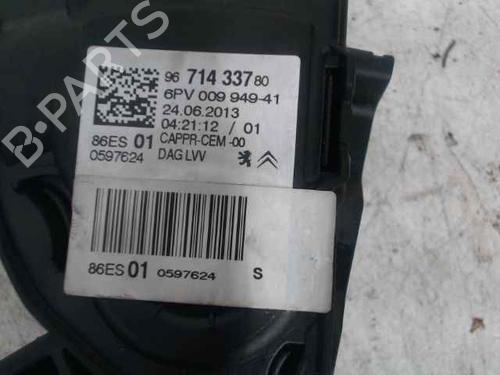 96 714 337 80
6PV 009 949-41
24.06.2013
04:21:12 / 01
86ES 01 CAPPR-CEM -00
0597624 DAG LVV
86ES 01 0597624 S